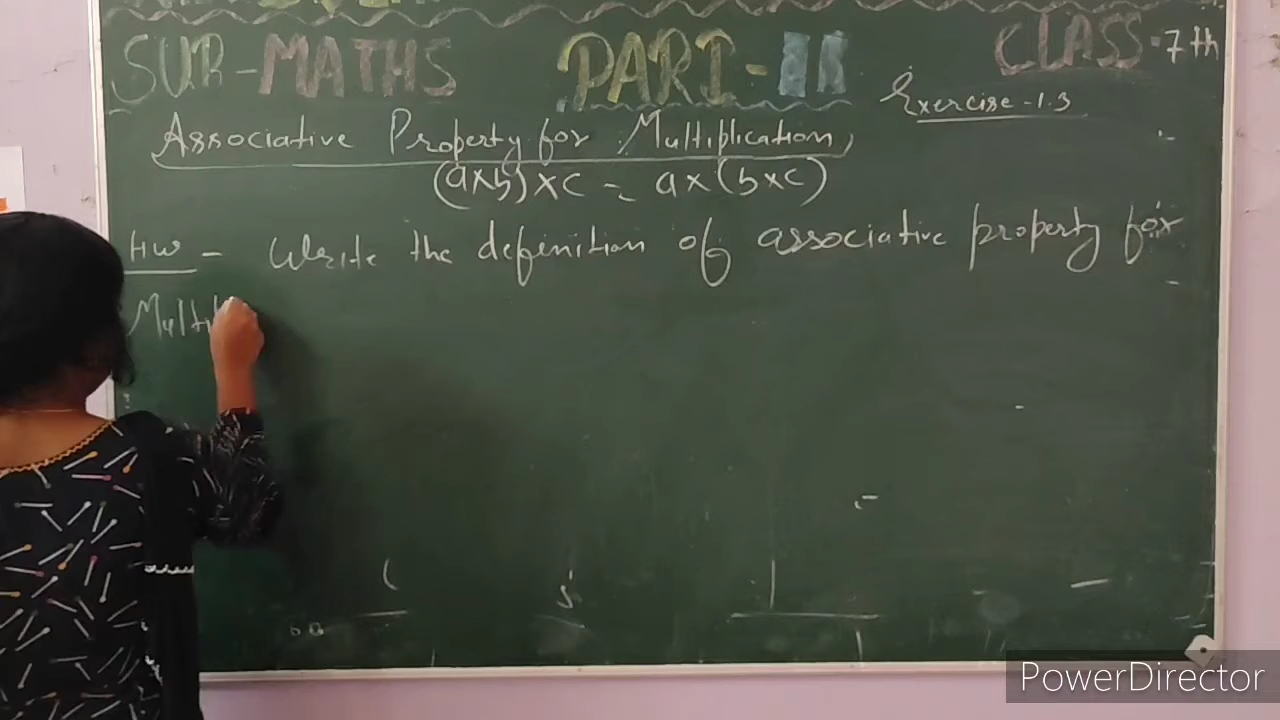 SUB-MATHS PART-II CLASS-7th
Exercise-1.3
Associative Property for Multiplication,
(a×b)×c = a×(b×c)
HW - Write the definition of associative property for
Multipl
PowerDirector